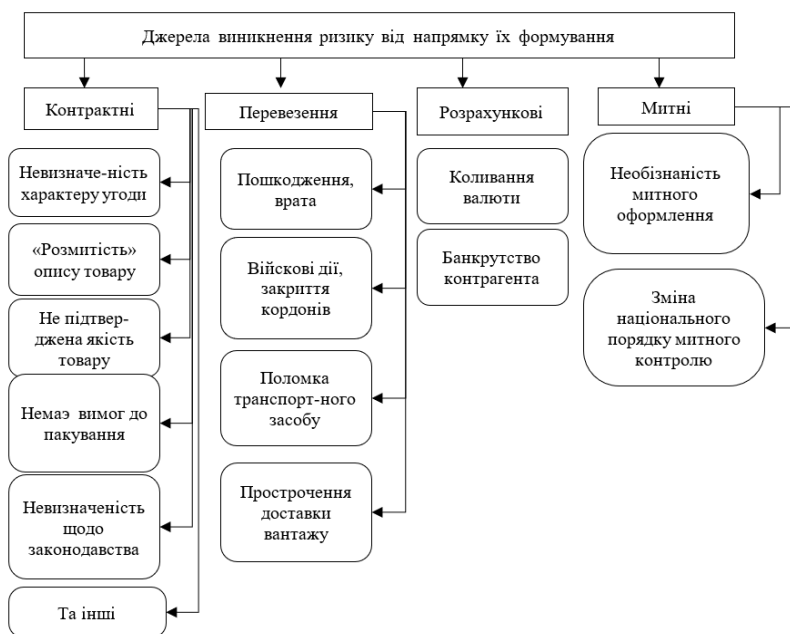 Джерела виникнення ризику від напрямку їх формування
Контрактні
Перевезення
Розрахункові
Митні
Невизначе-ність
характеру угоди
«Розмитість»
опису товару
Не підтвер-
джена якість
товару
Немаэ вимог до
пакування
Невизначеність
щодо
законодавства
Та інші
Пошкодження,
врата
Військові дії,
закриття
кордонів
Поломка
транспорт-ного
засобу
Прострочення
доставки
вантажу
Коливання
валюти
Банкрутство
контрагента
Необізнаність
митного
оформлення
Зміна
національного
порядку митного
контролю